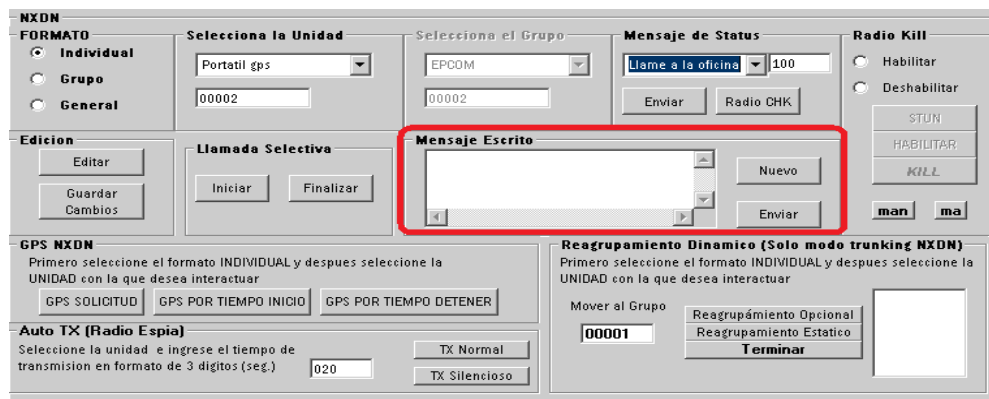 NXDN
FORMATO
Individual
Grupo
General
Selecciona la Unidad
Portatil gps
00002
Selecciona el Grupo
EPCOM
00002
Mensaje de Status
Llame a la oficina 100
Enviar Radio CHK
Radio Kill
Habilitar
Deshabilitar
STUN
HABILITAR
KILL
man ma
Edicion
Editar
Guardar
Cambios
Llamada Selectiva
Iniciar Finalizar
Mensaje Escrito
Nuevo
Enviar
GPS NXDN
Primero seleccione el formato INDIVIDUAL y despues seleccione la
UNIDAD con la que desea interactuar
GPS SOLICITUD GPS POR TIEMPO INICIO GPS POR TIEMPO DETENER
Auto TX (Radio Espia)
Seleccione la unidad e ingrese el tiempo de
transmision en formato de 3 digitos (seg.)
020
TX Normal
TX Silencioso
Reagrupamiento Dinamico (Solo modo trunking NXDN)
Primero seleccione el formato INDIVIDUAL y despues seleccione la
UNIDAD con la que desea interactuar
Mover al Grupo
00001
Reagrupámiento Opcional
Reagrupamiento Estatico
Terminar